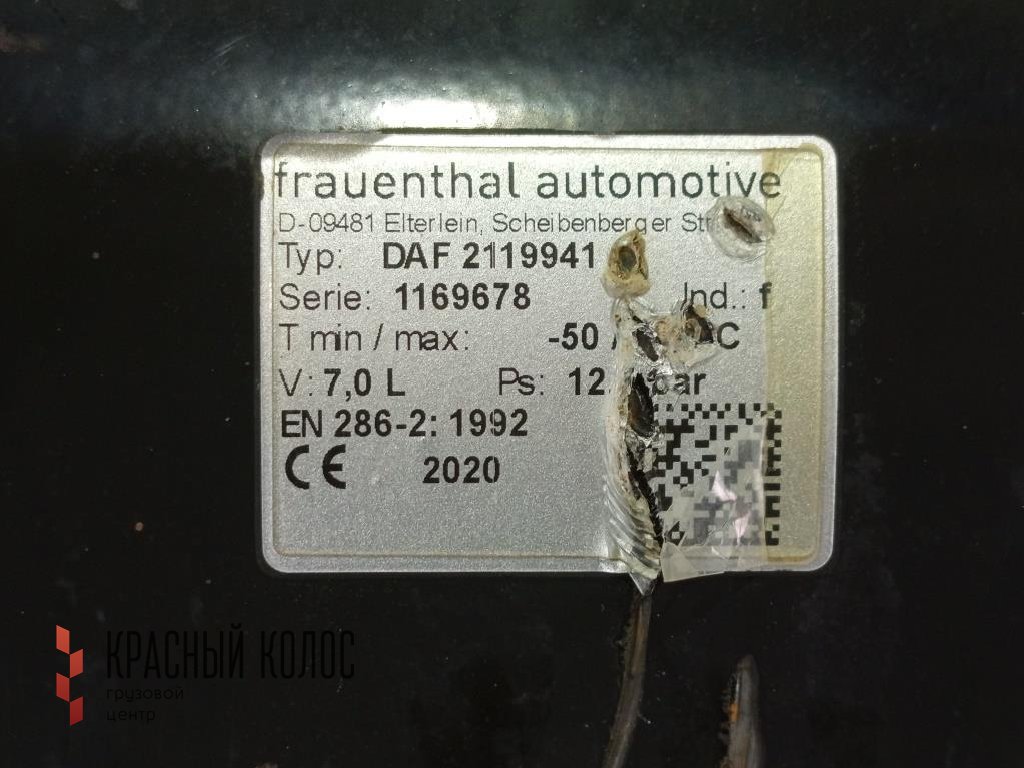 frauenthal automotive
D-09481 Elterlein, Scheibenberger
Typ: DAF 2119941
Serie: 1169678 Ind.: f
T min / max: -50 / °C
V: 7,0 L Ps: bar
EN 286-2: 1992
CE 2020
КРАСНЫЙ КОЛОС
грузовой
центр